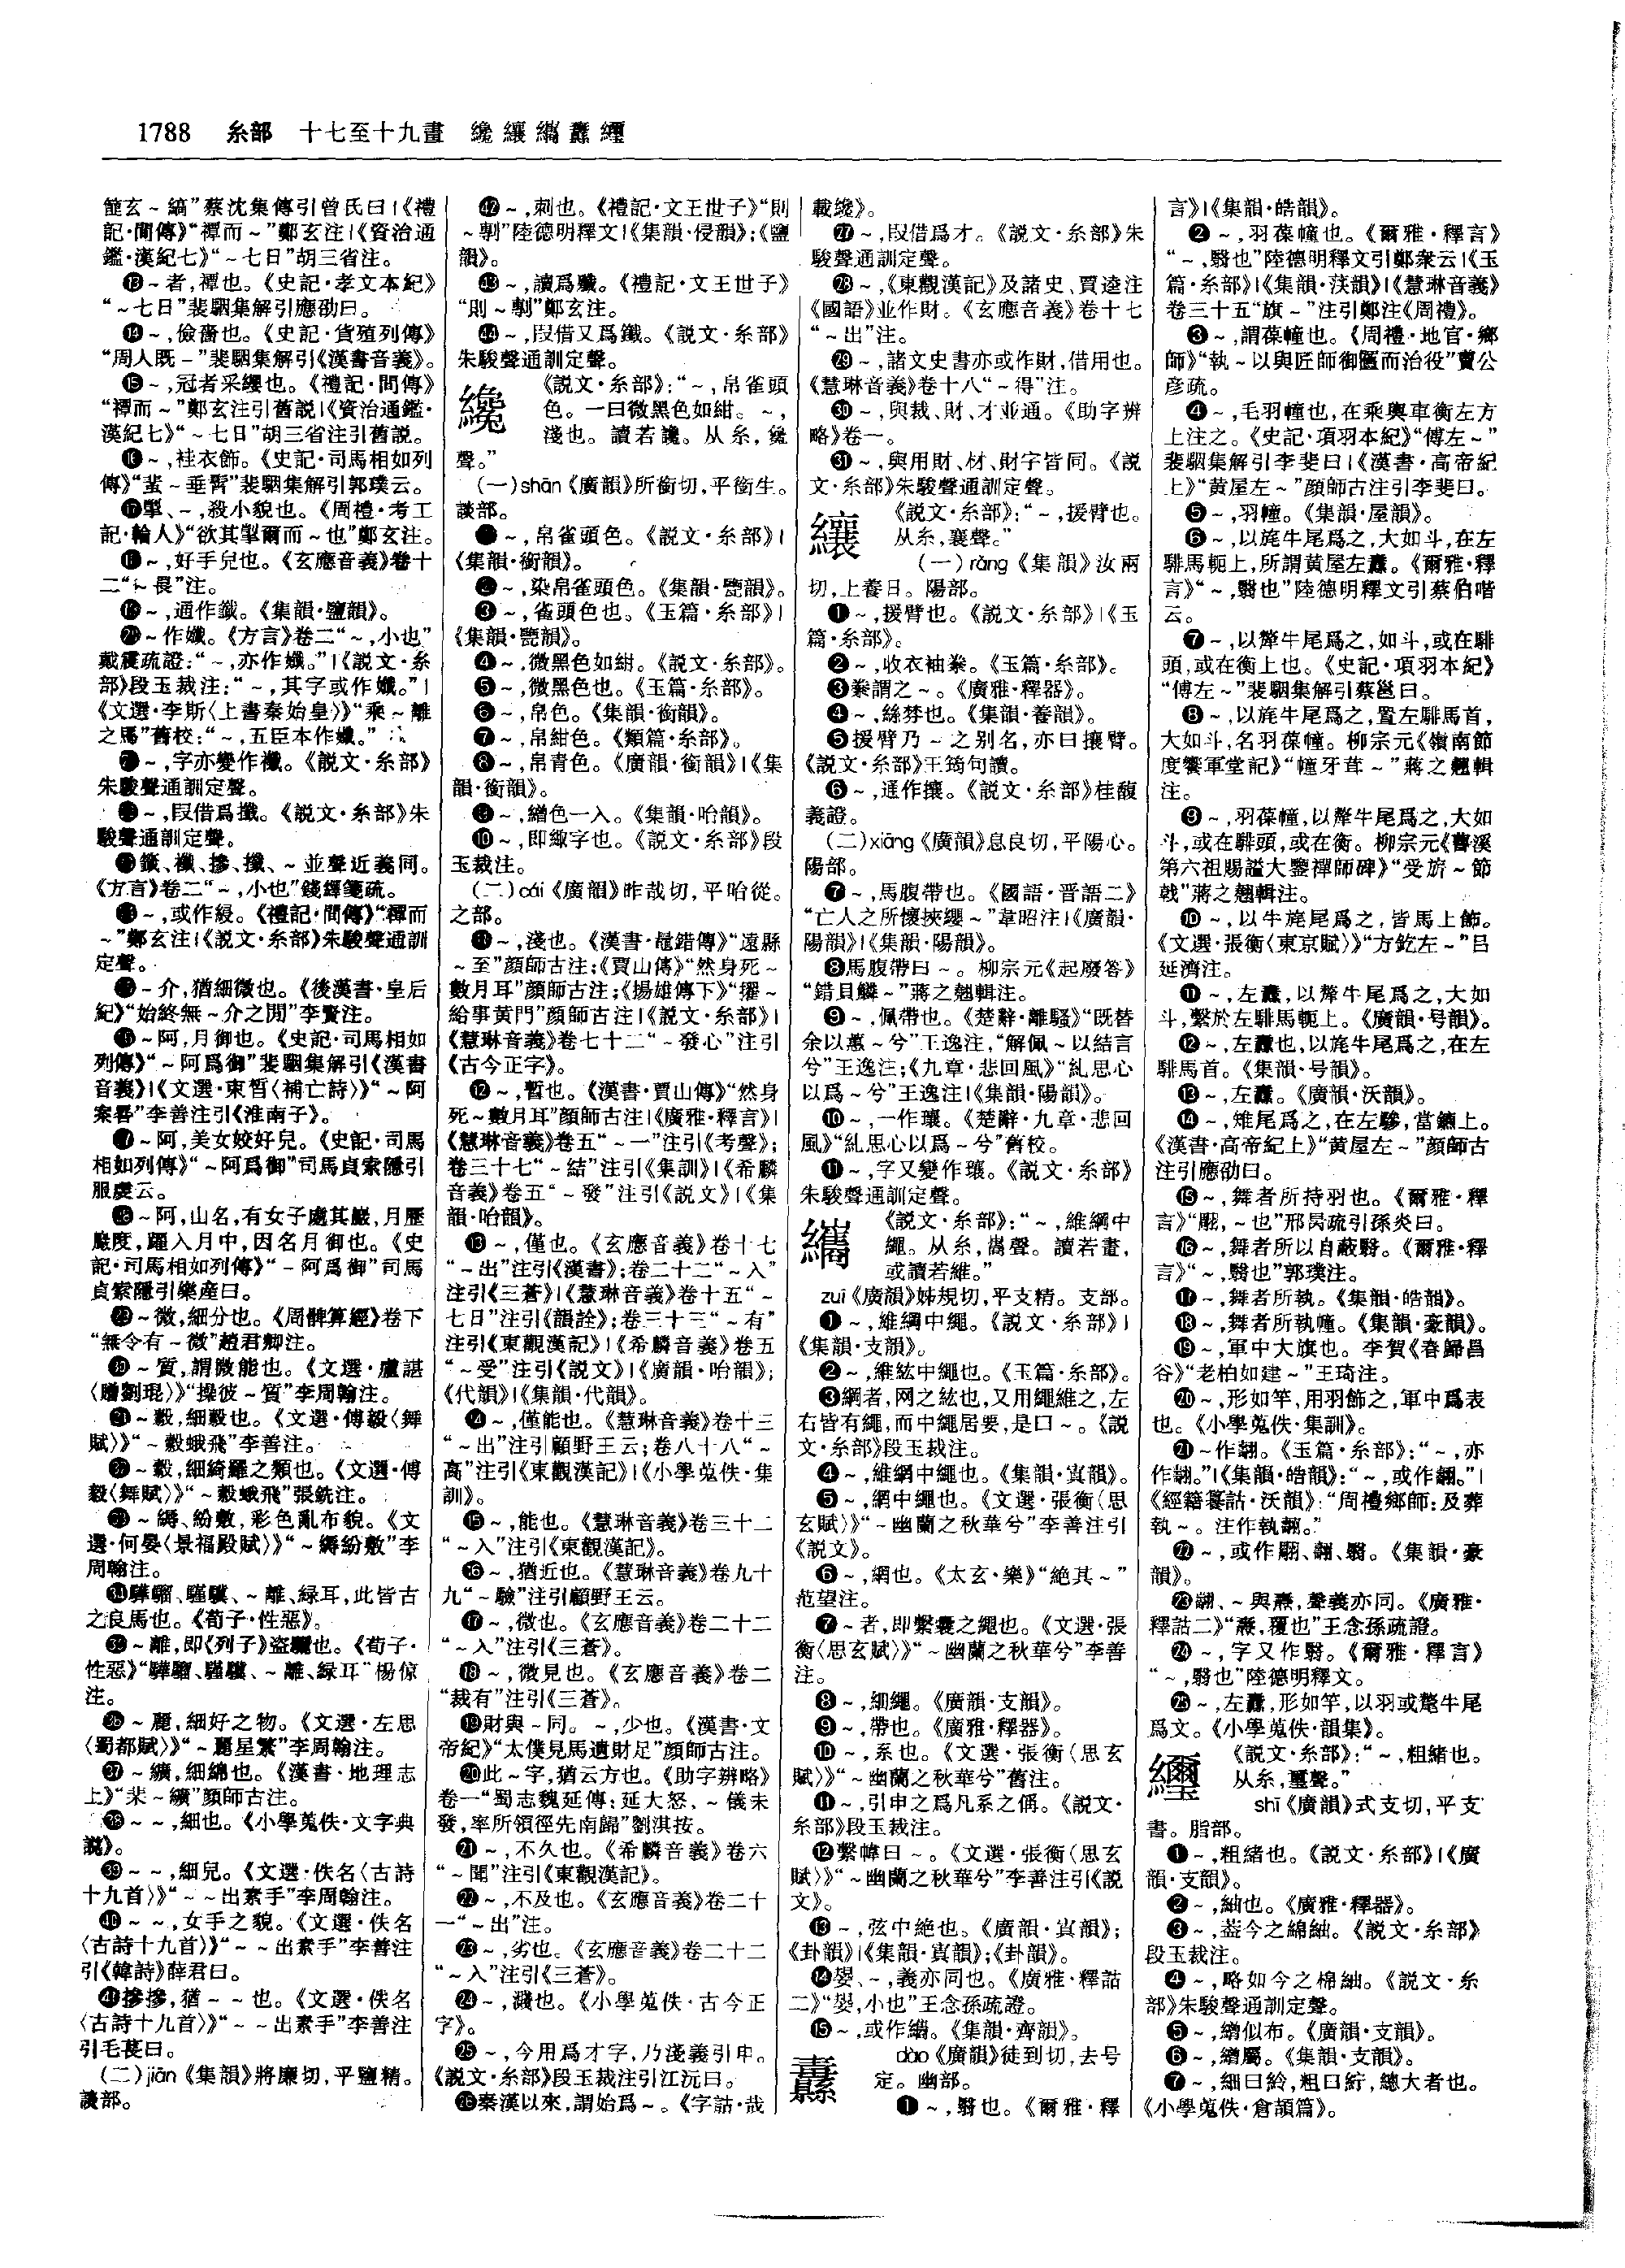 1788 糸部 十七至十九畫 纔纕纗纛纚
篚玄~縞”蔡沈集傳引曾氏曰|《禮
記·間傳》“禫而~”鄭玄注|《資治通
鑑·漢紀七》“~七日”胡三省注。
⓭~者,禫也。《史記·孝文本紀》
“~七日”裴駰集解引應劭曰。
⓮~,儉嗇也。《史記·貨殖列傳》
“周人既~”裴駰集解引《漢書音義》。
⓯~,冠者采纓也。《禮記·間傳》
“禫而~”鄭玄注引舊説|《資治通鑑·
漢紀七》“~七日”胡三省注引舊説。
⓰~,袿衣飾。《史記·司馬相如列
傳》“蜚~垂髾”裴駰集解引郭璞云。
⓱掣、~,殺小貌也。《周禮·考工
記·輪人》“欲其掣爾而~也”鄭玄注。
⓲~,好手兒也。《玄應音義》卷十
二“~長”注。
⓳~,通作籤。《集韻·鹽韻》。
⓴~作孅。《方言》卷二“~,小也”
戴震疏證:“~,亦作孅。”|《説文·糸
部》段玉裁注:“~,其字或作孅。”|
《文選·李斯〈上書秦始皇〉》“乘~離
之馬”舊校:“~,五臣本作孅。”
㉑~,字亦變作襳。《説文·糸部》
朱駿聲通訓定聲。
㉒~,叚借爲攕。《説文·糸部》朱
駿聲通訓定聲。
㉓籤、襳、摻、攕、~並聲近義同。
《方言》卷二“~,小也”錢繹箋疏。
㉔~,或作綅。《禮記·間傳》“禫而
~”鄭玄注|《説文·糸部》朱駿聲通訓
定聲。
㉕~介,猶細微也。《後漢書·皇后
紀》“始終無~介之間”李賢注。
㉖~阿,月御也。《史記·司馬相如
列傳》“~阿爲御”裴駰集解引《漢書
音義》|《文選·束晳〈補亡詩〉》“~阿
案晷”李善注引《淮南子》。
㉗~阿,美女姣好兒。《史記·司馬
相如列傳》“~阿爲御”司馬貞索隱引
服虔云。
㉘~阿,山名,有女子處其巖,月歷
巖度,躍入月中,因名月御也。《史
記·司馬相如列傳》“~阿爲御”司馬
貞索隱引樂産曰。
㉙~微,細分也。《周髀算經》卷下
“無令有~微”趙君卿注。
㉚~質,謂微能也。《文選·盧諶
〈贈劉琨〉》“操彼~質”李周翰注。
㉛~縠,細縠也。《文選·傅毅〈舞
賦〉》“~縠蛾飛”李善注。
㉜~縠,細綺羅之類也。《文選·傅
毅〈舞賦〉》“~縠蛾飛”張銑注。
㉝~縟、紛敷,彩色亂布貌。《文
選·何晏〈景福殿賦〉》“~縟紛敷”李
周翰注。
㉞驊騮、騹驥、~離、緑耳,此皆古
之良馬也。《荀子·性惡》。
㉟~離,即《列子》盜驪也。《荀子·
性惡》“驊騮、騹驥、~離、緑耳”楊倞
注。
㊱~麗,細好之物。《文選·左思
〈蜀都賦〉》“~麗星繁”李周翰注。
㊲~纊,細綿也。《漢書·地理志
上》“枲~纊”顔師古注。
㊳~~,細也。《小學蒐佚·文字典
説》。
㊴~~,細皃。《文選·佚名〈古詩
十九首〉》“~~出素手”李周翰注。
㊵~~,女手之貌。《文選·佚名
〈古詩十九首〉》“~~出素手”李善注
引《韓詩》薛君曰。
㊶摻摻,猶~~也。《文選·佚名
〈古詩十九首〉》“~~出素手”李善注
引毛萇曰。
(二)jiān《集韻》將廉切,平鹽精。
談部。
㊷~,刺也。《禮記·文王世子》“則
~剸”陸德明釋文|《集韻·侵韻》;《鹽
韻》。
㊸~,讀爲殲。《禮記·文王世子》
“則~剸”鄭玄注。
㊹~,叚借又爲鐵。《説文·糸部》
朱駿聲通訓定聲。
纔 《説文·糸部》:“~,帛雀頭
色。一曰微黑色如紺。~,
淺也。讀若讒。从糸,毚
聲。”
(一)shān《廣韻》所銜切,平銜生。
談部。
❶~,帛雀頭色。《説文·糸部》|
《集韻·銜韻》。
❷~,染帛雀頭色。《集韻·豏韻》。
❸~,雀頭色也。《玉篇·糸部》|
《集韻·豏韻》。
❹~,微黑色如紺。《説文·糸部》。
❺~,微黑色也。《玉篇·糸部》。
❻~,帛色。《集韻·銜韻》。
❼~,帛紺色。《類篇·糸部》。
❽~,帛青色。《廣韻·銜韻》|《集
韻·銜韻》。
❾~,繒色一入。《集韻·咍韻》。
❿~,即緅字也。《説文·糸部》段
玉裁注。
(二)cái《廣韻》昨哉切,平咍從。
之部。
⓫~,淺也。《漢書·鼂錯傳》“遠縣
~至”顔師古注;《賈山傳》“然身死~
數月耳”顔師古注;《揚雄傳下》“擢~
給事黄門”顔師古注|《説文·糸部》|
《慧琳音義》卷七十二“~發心”注引
《古今正字》。
⓬~,暫也。《漢書·賈山傳》“然身
死~數月耳”顔師古注|《廣雅·釋言》|
《慧琳音義》卷五“~一”注引《考聲》;
卷三十七“~結”注引《集訓》|《希麟
音義》卷五“~發”注引《説文》|《集
韻·咍韻》。
⓭~,僅也。《玄應音義》卷十七
“~出”注引《漢書》;卷二十二“~入”
注引《三蒼》|《慧琳音義》卷十五“~
七日”注引《韻詮》;卷三十三“~有”
注引《東觀漢記》|《希麟音義》卷五
“~受”注引《説文》|《廣韻·咍韻》;
《代韻》|《集韻·代韻》。
⓮~,僅能也。《慧琳音義》卷十三
“~出”注引顧野王云;卷八十八“~
高”注引《東觀漢記》|《小學蒐佚·集
訓》。
⓯~,能也。《慧琳音義》卷三十二
“~入”注引《東觀漢記》。
⓰~,猶近也。《慧琳音義》卷九十
九“~驗”注引顧野王云。
⓱~,微也。《玄應音義》卷二十二
“~入”注引《三蒼》。
⓲~,微見也。《玄應音義》卷二
“裁有”注引《三蒼》。
⓳財與~同。~,少也。《漢書·文
帝紀》“太僕見馬遺財足”顔師古注。
⓴此~字,猶云方也。《助字辨略》
卷一“蜀志魏延傳:延大怒、~儀未
發,率所領徑先南歸”劉淇按。
㉑~,不久也。《希麟音義》卷六
“~聞”注引《東觀漢記》。
㉒~,不及也。《玄應音義》卷二十
一“~出”注。
㉓~,劣也。《玄應音義》卷二十二
“~入”注引《三蒼》。
㉔~,濺也。《小學蒐佚·古今正
字》。
㉕~,今用爲才字,乃淺義引申。
《説文·糸部》段玉裁注引江沅曰。
㉖秦漢以來,謂始爲~。《字詁·哉
載纔》。
㉗~,叚借爲才。《説文·糸部》朱
駿聲通訓定聲。
㉘~,《東觀漢記》及諸史、賈逵注
《國語》並作財。《玄應音義》卷十七
“~出”注。
㉙~,諸文史書亦或作財,借用也。
《慧琳音義》卷十八“~得”注。
㉚~,與裁、財、才並通。《助字辨
略》卷一。
㉛~,與用財、材、財字皆同。《説
文·糸部》朱駿聲通訓定聲。
纕 《説文·糸部》:“~,援臂也。
从糸,襄聲。”
(一)rǎng《集韻》汝兩
切,上養日。陽部。
❶~,援臂也。《説文·糸部》|《玉
篇·糸部》。
❷~,收衣袖絭。《玉篇·糸部》。
❸絭謂之~。《廣雅·釋器》。
❹~,絲棼也。《集韻·養韻》。
❺援臂乃~之别名,亦曰攘臂。
《説文·糸部》王筠句讀。
❻~,通作攘。《説文·糸部》桂馥
義證。
(二)xiāng《廣韻》息良切,平陽心。
陽部。
❼~,馬腹帶也。《國語·晋語二》
“亡人之所懷挾纓~”韋昭注|《廣韻·
陽韻》|《集韻·陽韻》。
❽馬腹帶曰~。柳宗元《起廢答》
“錯貝鱗~”蔣之翹輯注。
❾~,佩帶也。《楚辭·離騷》“既替
余以蕙~兮”王逸注,“解佩~以結言
兮”王逸注;《九章·悲回風》“糺思心
以爲~兮”王逸注|《集韻·陽韻》。
❿~,一作瓖。《楚辭·九章·悲回
風》“糺思心以爲~兮”舊校。
⓫~,字又變作瓖。《説文·糸部》
朱駿聲通訓定聲。
纗 《説文·糸部》:“~,維綱中
繩。从糸,巂聲。讀若畫,
或讀若維。”
zuī《廣韻》姊規切,平支精。支部。
❶~,維綱中繩。《説文·糸部》|
《集韻·支韻》。
❷~,維紘中繩也。《玉篇·糸部》。
❸綱者,网之紘也,又用繩維之,左
右皆有繩,而中繩居要,是曰~。《説
文·糸部》段玉裁注。
❹~,維網中繩也。《集韻·寘韻》。
❺~,網中繩也。《文選·張衡〈思
玄賦〉》“~幽蘭之秋華兮”李善注引
《説文》。
❻~,網也。《太玄·樂》“絶其~”
范望注。
❼~者,即繫囊之繩也。《文選·張
衡〈思玄賦〉》“~幽蘭之秋華兮”李善
注。
❽~,細繩。《廣韻·支韻》。
❾~,帶也。《廣雅·釋器》。
❿~,系也。《文選·張衡〈思玄
賦〉》“~幽蘭之秋華兮”舊注。
⓫~,引申之爲凡系之偁。《説文·
糸部》段玉裁注。
⓬繫幃曰~。《文選·張衡〈思玄
賦〉》“~幽蘭之秋華兮”李善注引《説
文》。
⓭~,弦中絶也。《廣韻·寘韻》;
《卦韻》|《集韻·寘韻》;《卦韻》。
⓮嫢、~,義亦同也。《廣雅·釋詁
二》“嫢,小也”王念孫疏證。
⓯~,或作繃。《集韻·齊韻》。
纛 dào《廣韻》徒到切,去号
定。幽部。
❶~,翳也。《爾雅·釋
言》|《集韻·皓韻》。
❷~,羽葆幢也。《爾雅·釋言》
“~,翳也”陸德明釋文引鄭衆云|《玉
篇·糸部》|《集韻·沃韻》|《慧琳音義》
卷三十五“旗~”注引鄭注《周禮》。
❸~,謂葆幢也。《周禮·地官·鄉
師》“執~以與匠師御匶而治役”賈公
彦疏。
❹~,毛羽幢也,在乘輿車衡左方
上注之。《史記·項羽本紀》“傅左~”
裴駰集解引李斐曰|《漢書·高帝紀
上》“黄屋左~”顔師古注引李斐曰。
❺~,羽幢。《集韻·屋韻》。
❻~,以旄牛尾爲之,大如斗,在左
騑馬軛上,所謂黄屋左纛。《爾雅·釋
言》“~,翳也”陸德明釋文引蔡伯喈
云。
❼~,以犛牛尾爲之,如斗,或在騑
頭,或在衡上也。《史記·項羽本紀》
“傅左~”裴駰集解引蔡邕曰。
❽~,以旄牛尾爲之,置左騑馬首,
大如斗,名羽葆幢。柳宗元《嶺南節
度饗軍堂記》“幢牙茸~”蔣之翹輯
注。
❾~,羽葆幢,以犛牛尾爲之,大如
斗,或在騑頭,或在衡。柳宗元《曹溪
第六祖賜謚大鑒禪師碑》“受旂~節
戟”蔣之翹輯注。
❿~,以牛旄尾爲之,皆馬上飾。
《文選·張衡〈東京賦〉》“方釳左~”吕
延濟注。
⓫~,左纛,以犛牛尾爲之,大如
斗,繫於左騑馬軛上。《廣韻·号韻》。
⓬~,左纛也,以旄牛尾爲之,在左
騑馬首。《集韻·号韻》。
⓭~,左纛。《廣韻·沃韻》。
⓮~,雉尾爲之,在左驂,當鑣上。
《漢書·高帝紀上》“黄屋左~”顔師古
注引應劭曰。
⓯~,舞者所持羽也。《爾雅·釋
言》“翿,~也”邢昺疏引孫炎曰。
⓰~,舞者所以自蔽翳。《爾雅·釋
言》“~,翳也”郭璞注。
⓱~,舞者所執。《集韻·皓韻》。
⓲~,舞者所執幢。《集韻·豪韻》。
⓳~,軍中大旗也。李賀《春歸昌
谷》“老柏如建~”王琦注。
⓴~,形如竿,用羽飾之,軍中爲表
也。《小學蒐佚·集訓》。
㉑~作翿。《玉篇·糸部》:“~,亦
作翿。”|《集韻·皓韻》:“~,或作翿。”|
《經籍籑詁·沃韻》:“周禮鄉師:及葬
執~。注作執翿。”
㉒~,或作翢、翿、翳。《集韻·豪
韻》。
㉓翿、~與燾,聲義亦同。《廣雅·
釋詁二》“燾,覆也”王念孫疏證。
㉔~,字又作翳。《爾雅·釋言》
“~,翳也”陸德明釋文。
㉕~,左纛,形如竿,以羽或氂牛尾
爲文。《小學蒐佚·韻集》。
《説文·糸部》:“~,粗緒也。
从糸,璽聲。”
shī《廣韻》式支切,平支
書。脂部。
❶~,粗緒也。《説文·糸部》|《廣
韻·支韻》。
❷~,紬也。《廣雅·釋器》。
❸~,葢今之綿紬。《説文·糸部》
段玉裁注。
❹~,略如今之棉紬。《説文·糸
部》朱駿聲通訓定聲。
❺~,繒似布。《廣韻·支韻》。
❻~,繒屬。《集韻·支韻》。
❼~,細曰紾,粗曰紵,總大者也。
《小學蒐佚·倉頡篇》。